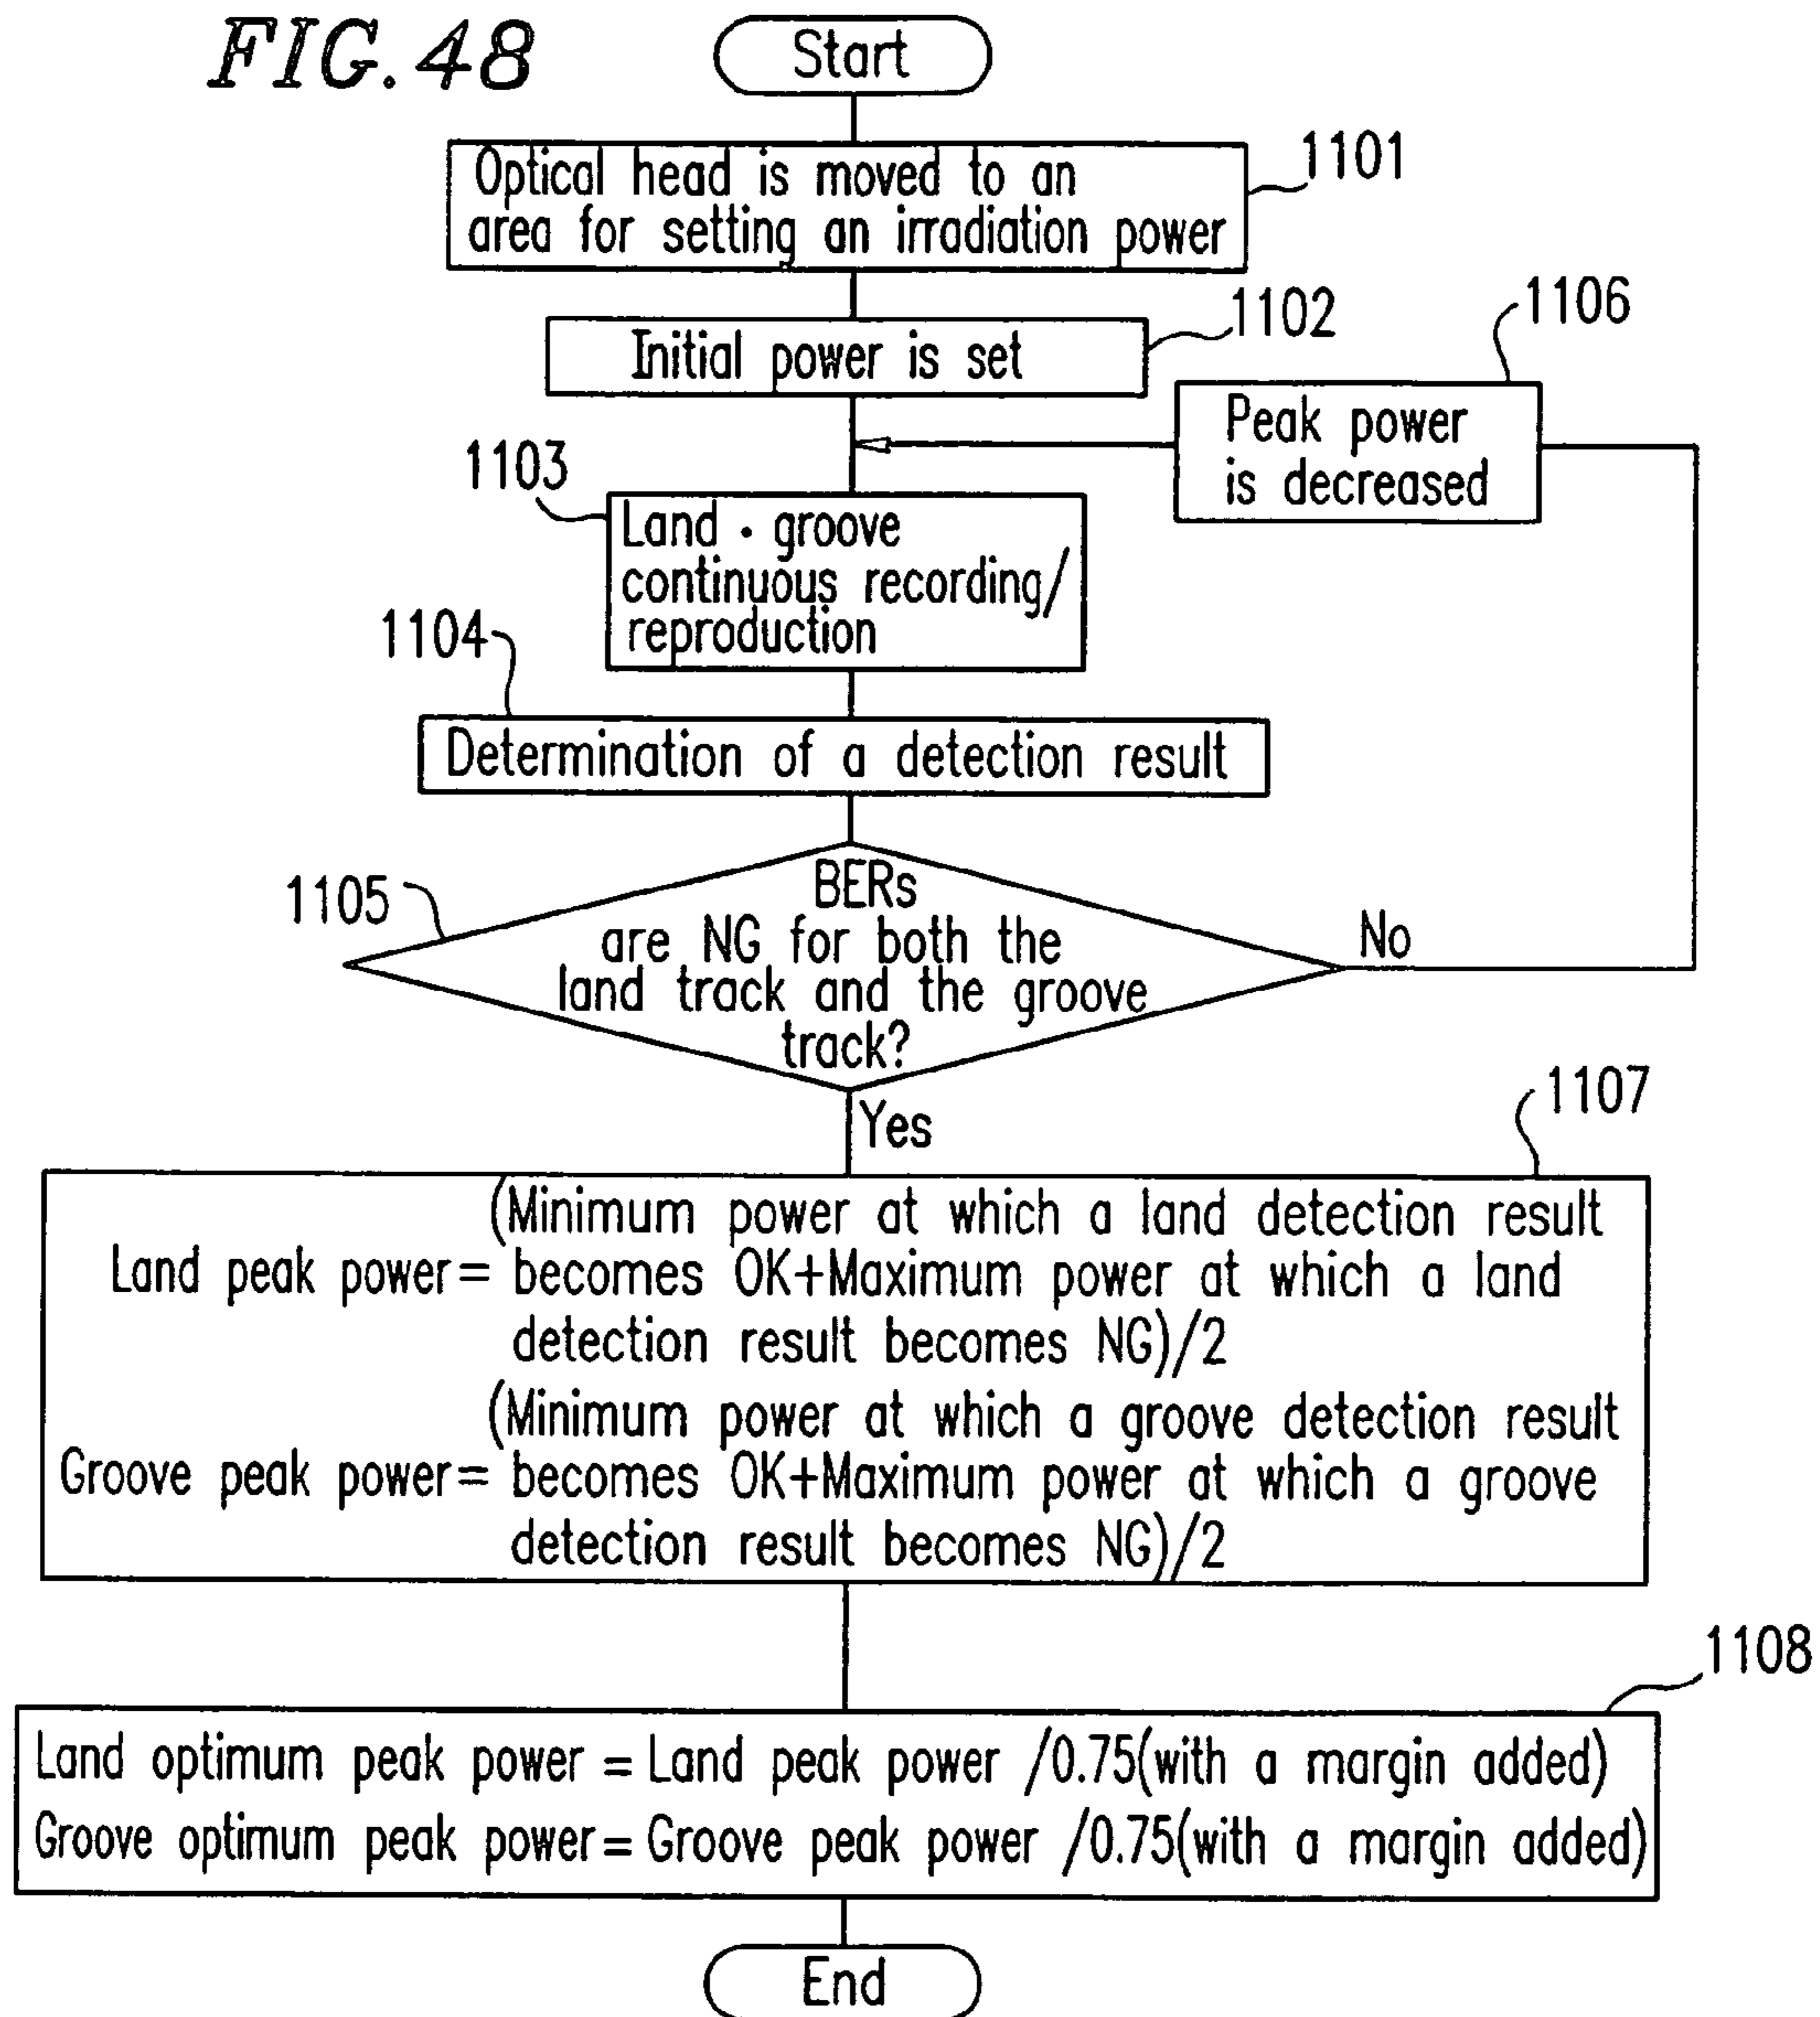 FIG. 48
Start
1101
Optical head is moved to an
area for setting an irradiation power
1102
Initial power is set
1106
Peak power
is decreased
1103
Land・groove
continuous recording/
reproduction
1104
Determination of a detection result
1105
BERs
are NG for both the
land track and the groove
track?
No
Yes
1107
(Minimum power at which a land detection result
Land peak power= becomes OK+Maximum power at which a land
detection result becomes NG)/2
(Minimum power at which a groove detection result
Groove peak power= becomes OK+Maximum power at which a groove
detection result becomes NG)/2
1108
Land optimum peak power = Land peak power /0.75(with a margin added)
Groove optimum peak power= Groove peak power /0.75(with a margin added)
End